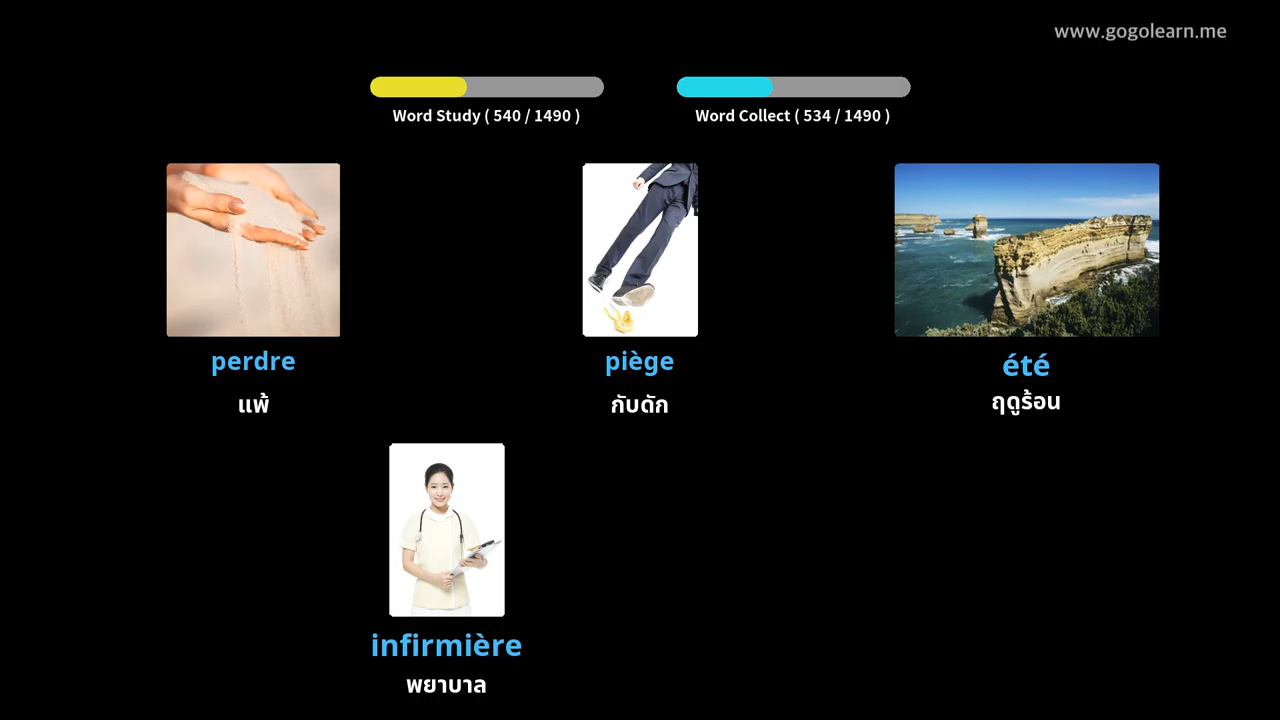 www.gogolearn.me
Word Study ( 540 / 1490 )
Word Collect ( 534 / 1490 )
perdre
แพ้
piège
กับดัก
été
ฤดูร้อน
infirmière
พยาบาล